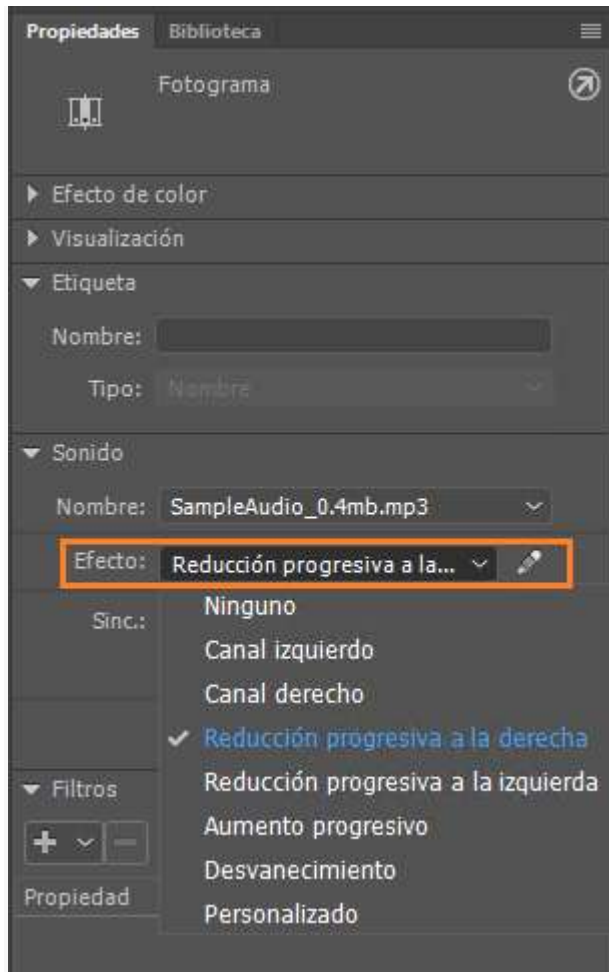 Propiedades Biblioteca
Fotograma
Efecto de color
Visualización
Etiqueta
Nombre:
Tipo: Nombre
Sonido
Nombre: SampleAudio_0.4mb.mp3
Efecto: Reducción progresiva a la...
Sinc.:
Ninguno
Canal izquierdo
Canal derecho
Reducción progresiva a la derecha
Reducción progresiva a la izquierda
Aumento progresivo
Desvanecimiento
Personalizado
Filtros
Propiedad